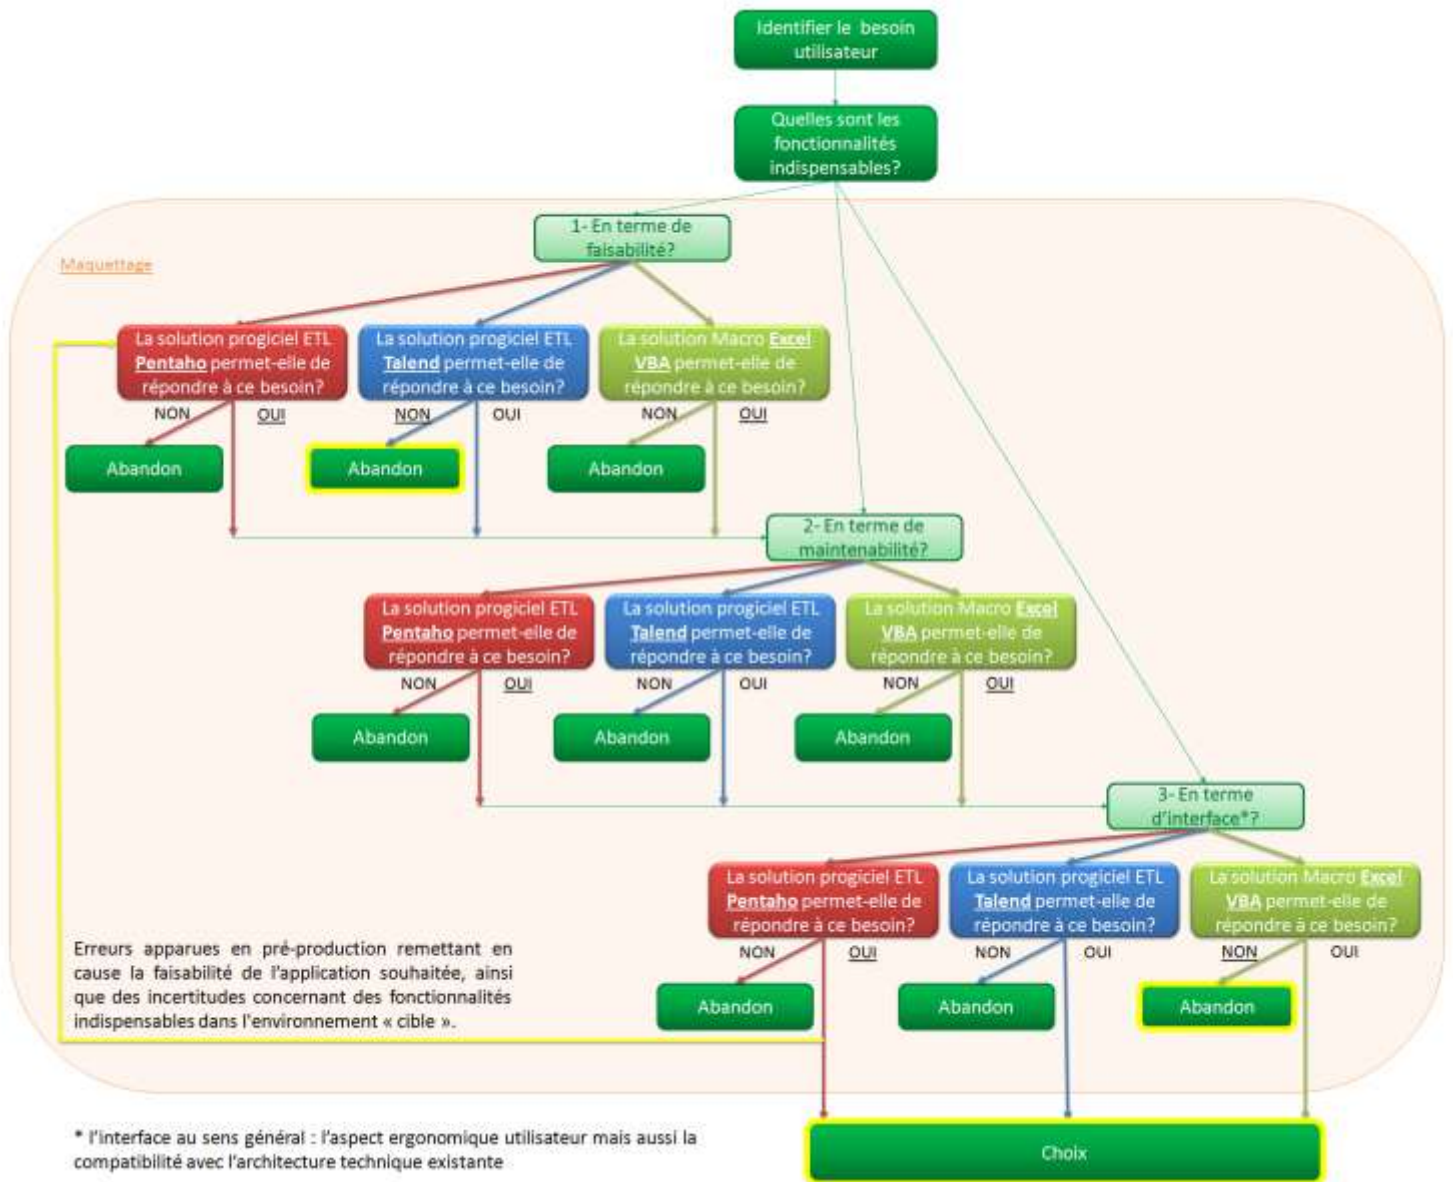 Identifier le besoin
utilisateur
Quelles sont les
fonctionnalités
indispensables?
1- En terme de
faisabilité?
Maquettage
La solution progiciel ETL
Pentaho permet-elle de
répondre à ce besoin?
La solution progiciel ETL
Talend permet-elle de
répondre à ce besoin?
La solution Macro Excel
VBA permet-elle de
répondre à ce besoin?
NON OUI
NON OUI
NON OUI
Abandon
Abandon
Abandon
2- En terme de
maintenabilité?
La solution progiciel ETL
Pentaho permet-elle de
répondre à ce besoin?
La solution progiciel ETL
Talend permet-elle de
répondre à ce besoin?
La solution Macro Excel
VBA permet-elle de
répondre à ce besoin?
NON OUI
NON OUI
NON OUI
Abandon
Abandon
Abandon
3- En terme
d'interface*?
La solution progiciel ETL
Pentaho permet-elle de
répondre à ce besoin?
La solution progiciel ETL
Talend permet-elle de
répondre à ce besoin?
La solution Macro Excel
VBA permet-elle de
répondre à ce besoin?
NON OUI
NON OUI
NON OUI
Abandon
Abandon
Abandon
Erreurs apparues en pré-production remettant en
cause la faisabilité de l'application souhaitée, ainsi
que des incertitudes concernant des fonctionnalités
indispensables dans l'environnement « cible ».
Choix
* l'interface au sens général : l'aspect ergonomique utilisateur mais aussi la
compatibilité avec l'architecture technique existante